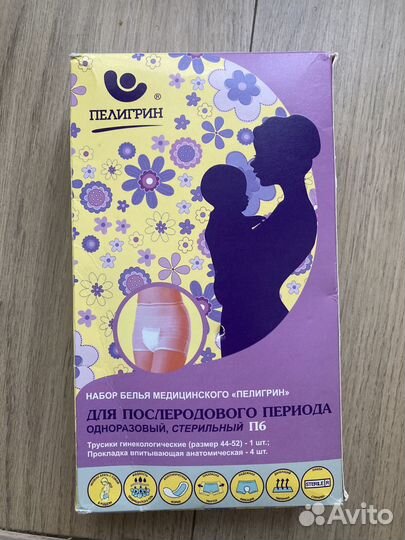 ПЕЛИГРИН ®
НАБОР БЕЛЬЯ МЕДИЦИНСКОГО «ПЕЛИГРИН»
ДЛЯ ПОСЛЕРОДОВОГО ПЕРИОДА
ОДНОРАЗОВЫЙ, СТЕРИЛЬНЫЙ П6
Трусики гинекологические (размер 44-52) - 1 шт.;
Прокладка впитывающая анатомическая - 4 шт.
STERILE R
Avito